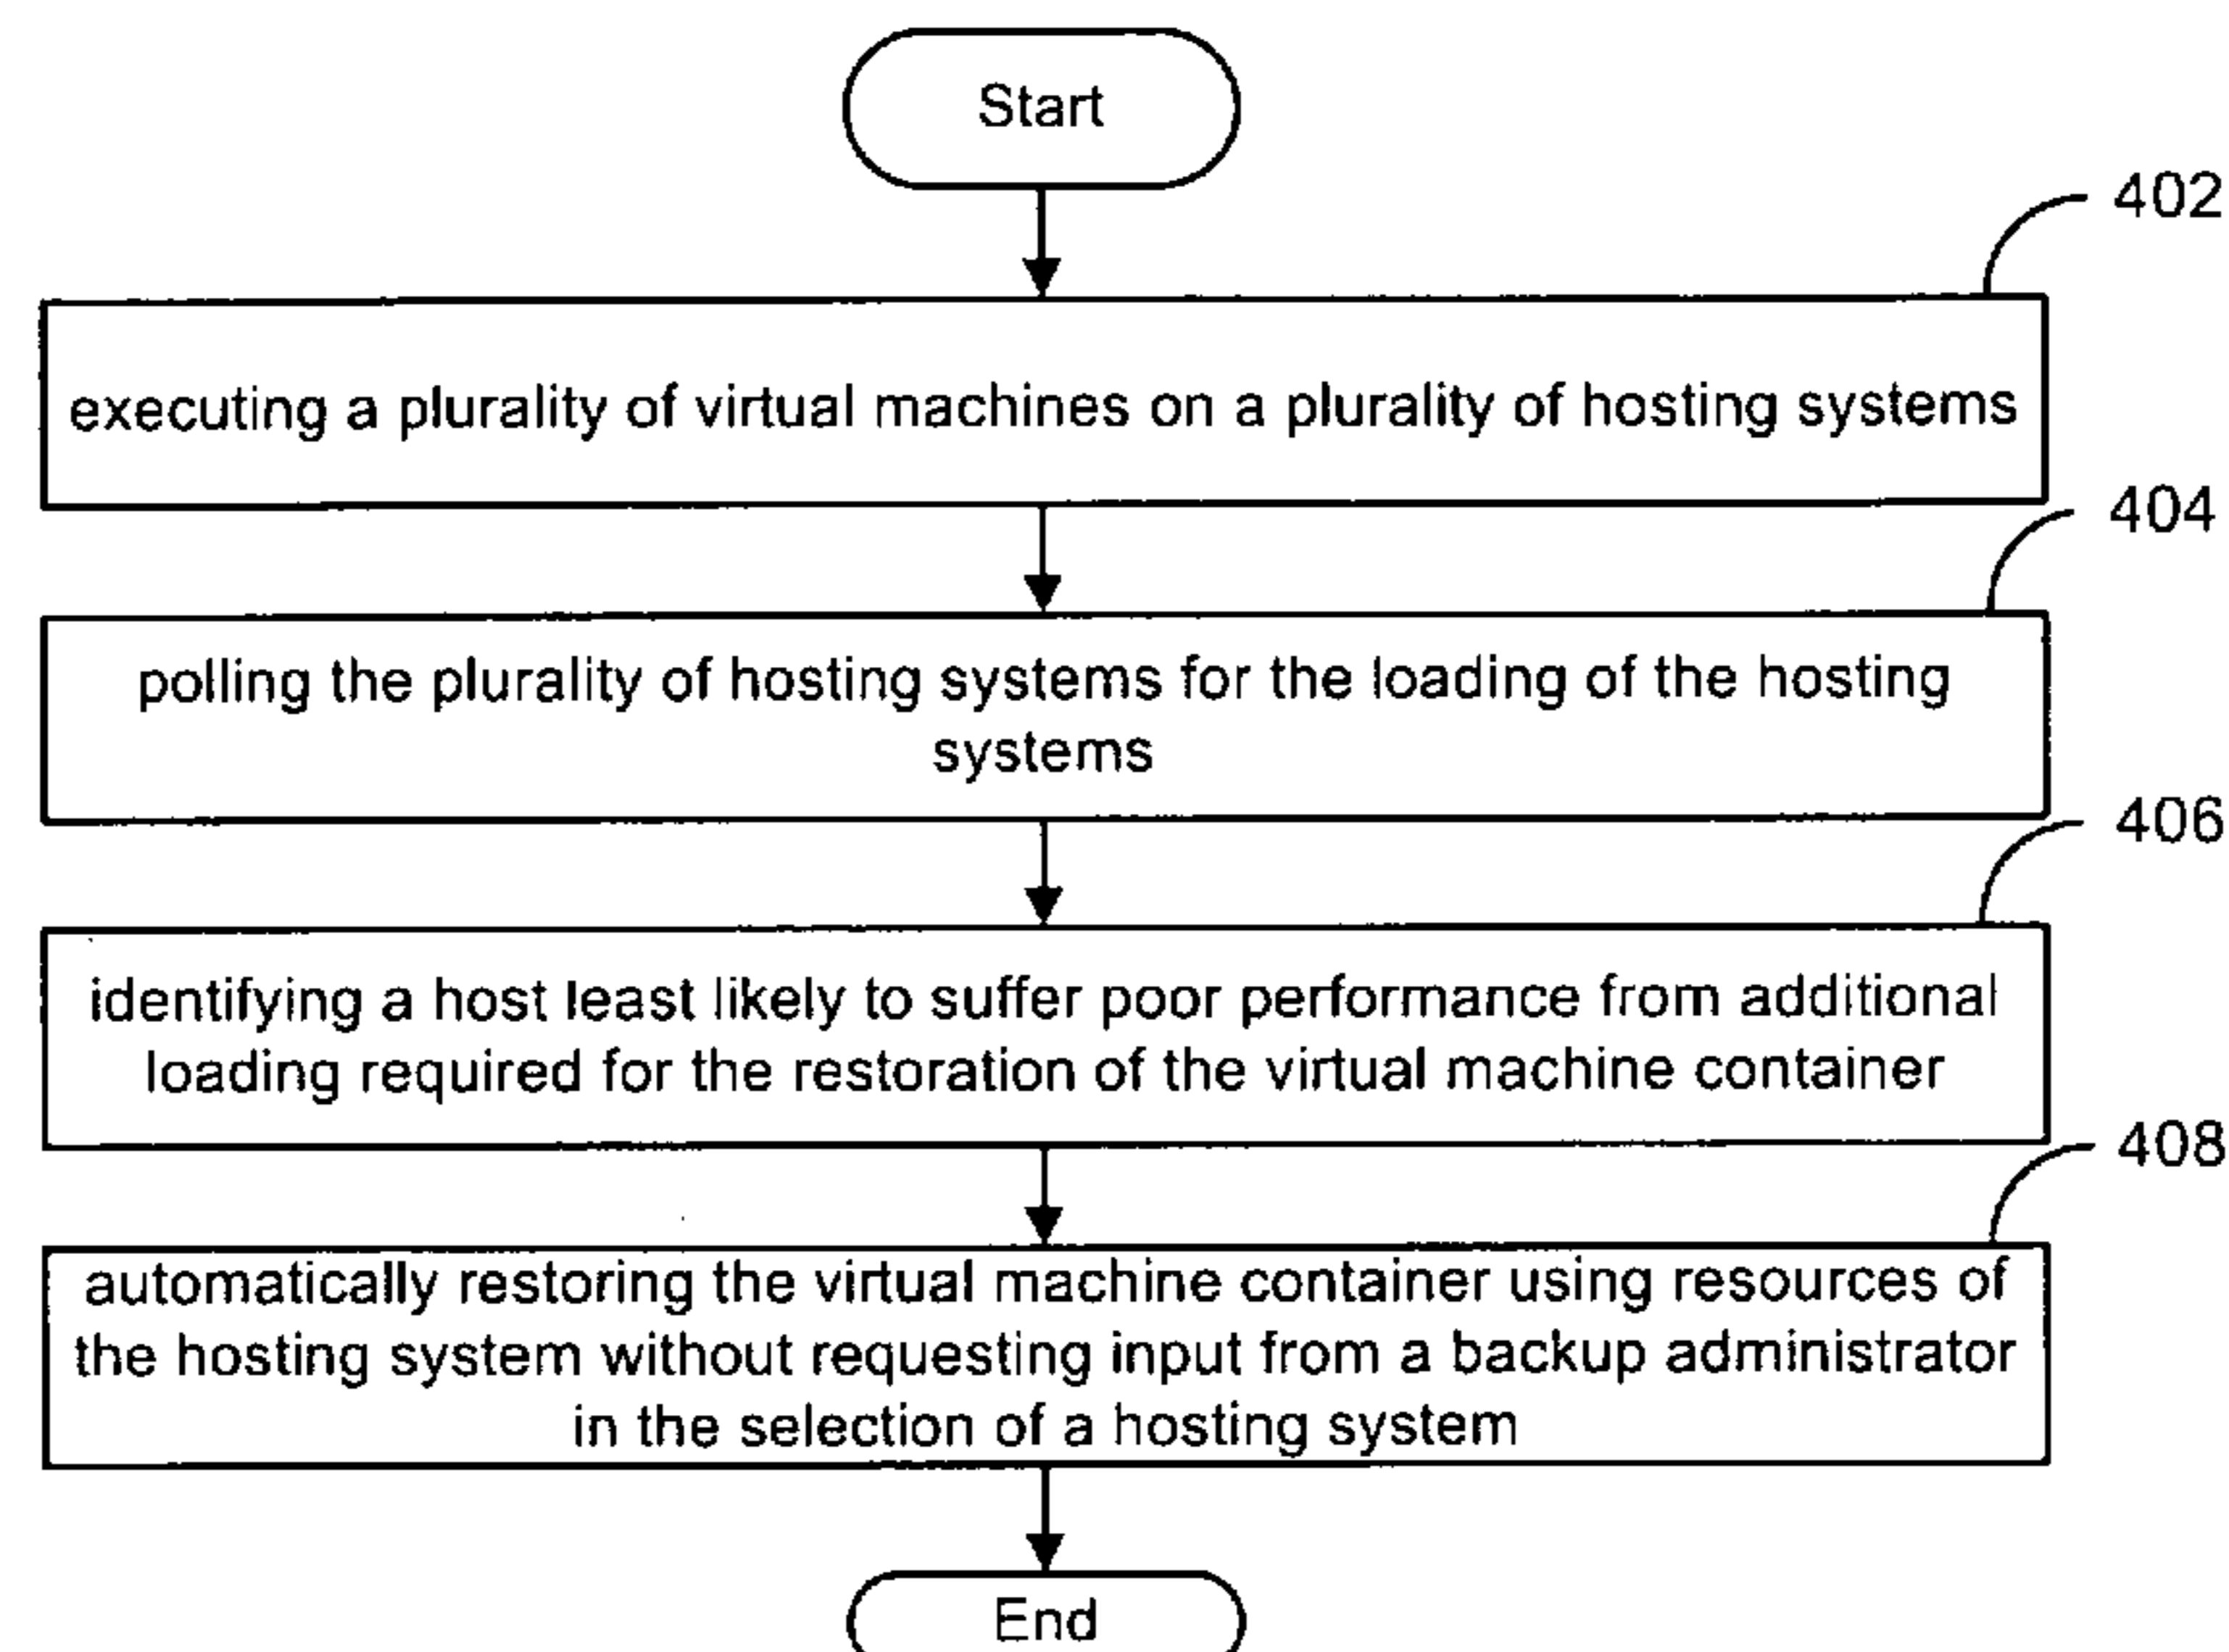 Start
402
executing a plurality of virtual machines on a plurality of hosting systems
404
polling the plurality of hosting systems for the loading of the hosting
systems
406
identifying a host least likely to suffer poor performance from additional
loading required for the restoration of the virtual machine container
408
automatically restoring the virtual machine container using resources of
the hosting system without requesting input from a backup administrator
in the selection of a hosting system
End